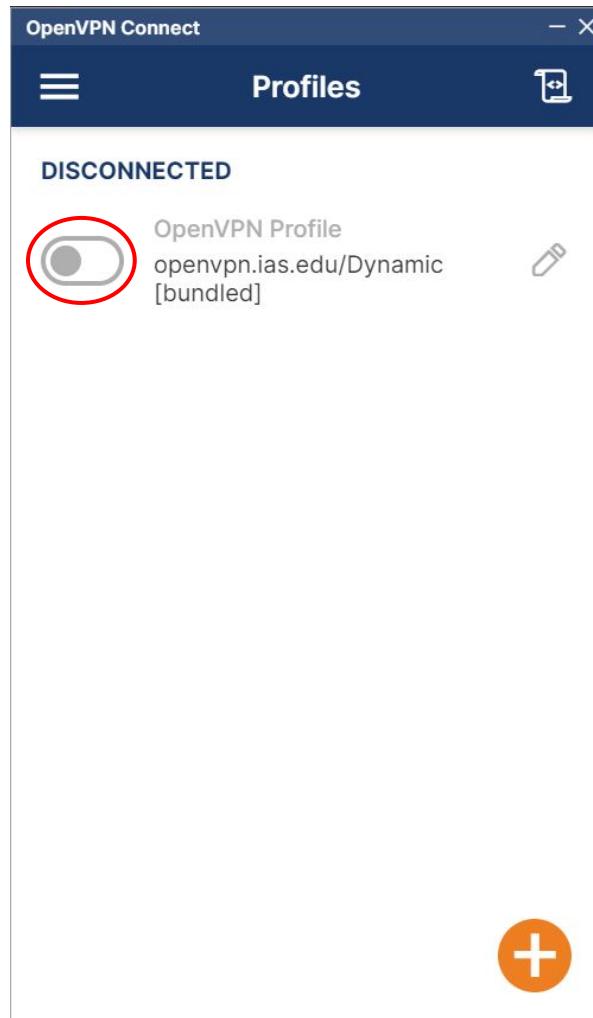 OpenVPN Connect
Profiles
DISCONNECTED
OpenVPN Profile
openvpn.ias.edu/Dynamic
[bundled]